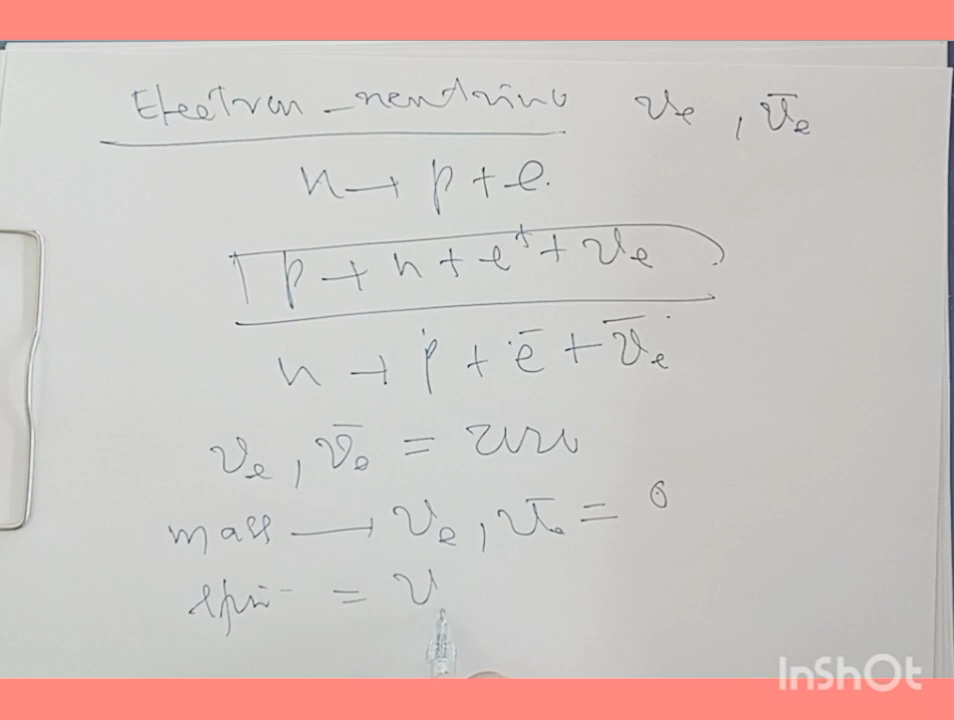 Electron-neutrino νe , ν̄e
n → p + e.
p → n + e⁺ + νe
n → p + ē + ν̄e
νe , ν̄e = zero
mass → νe , ν̄e = 0
spin = ν
InShOt